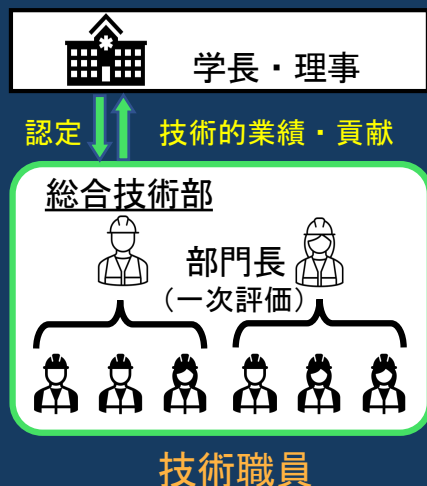 学長・理事
認定
技術的業績・貢献
総合技術部
部門長
(一次評価)
技術職員